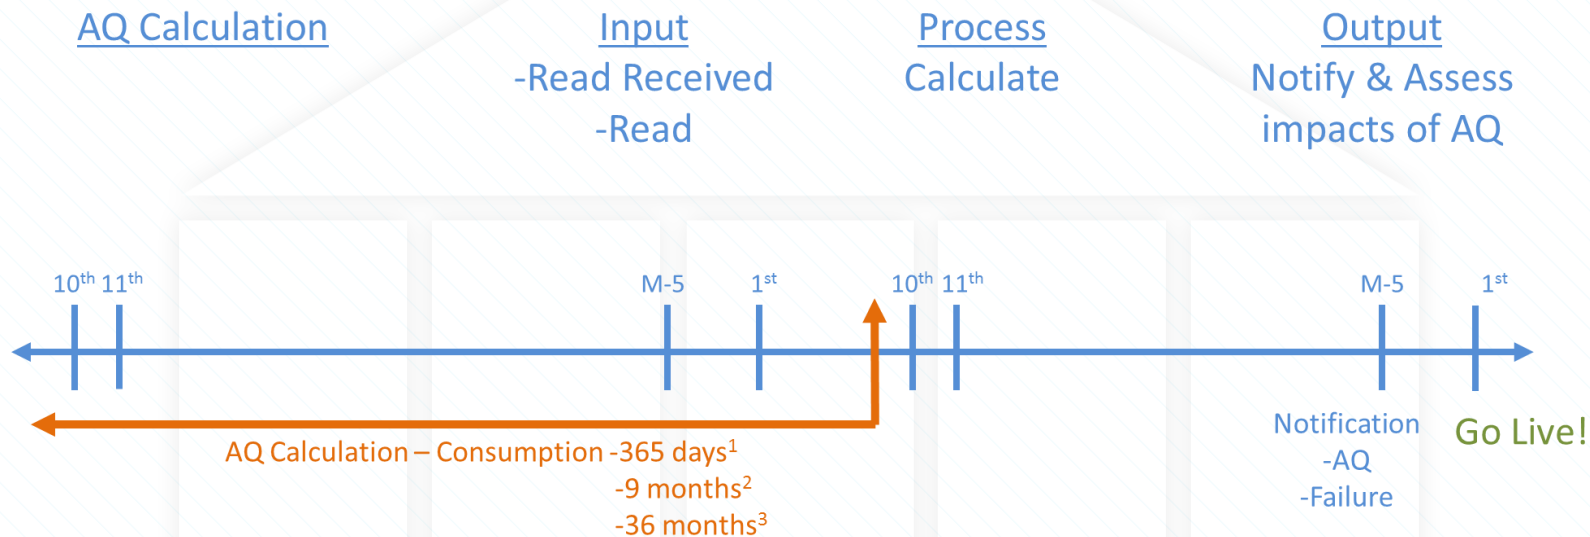 AQ Calculation
Input
-Read Received
-Read
Process
Calculate
Output
Notify & Assess
impacts of AQ
10th 11th
M-5
1st
10th 11th
M-5
1st
AQ Calculation – Consumption -365 days1
-9 months2
-36 months3
Notification
-AQ
-Failure
Go Live!